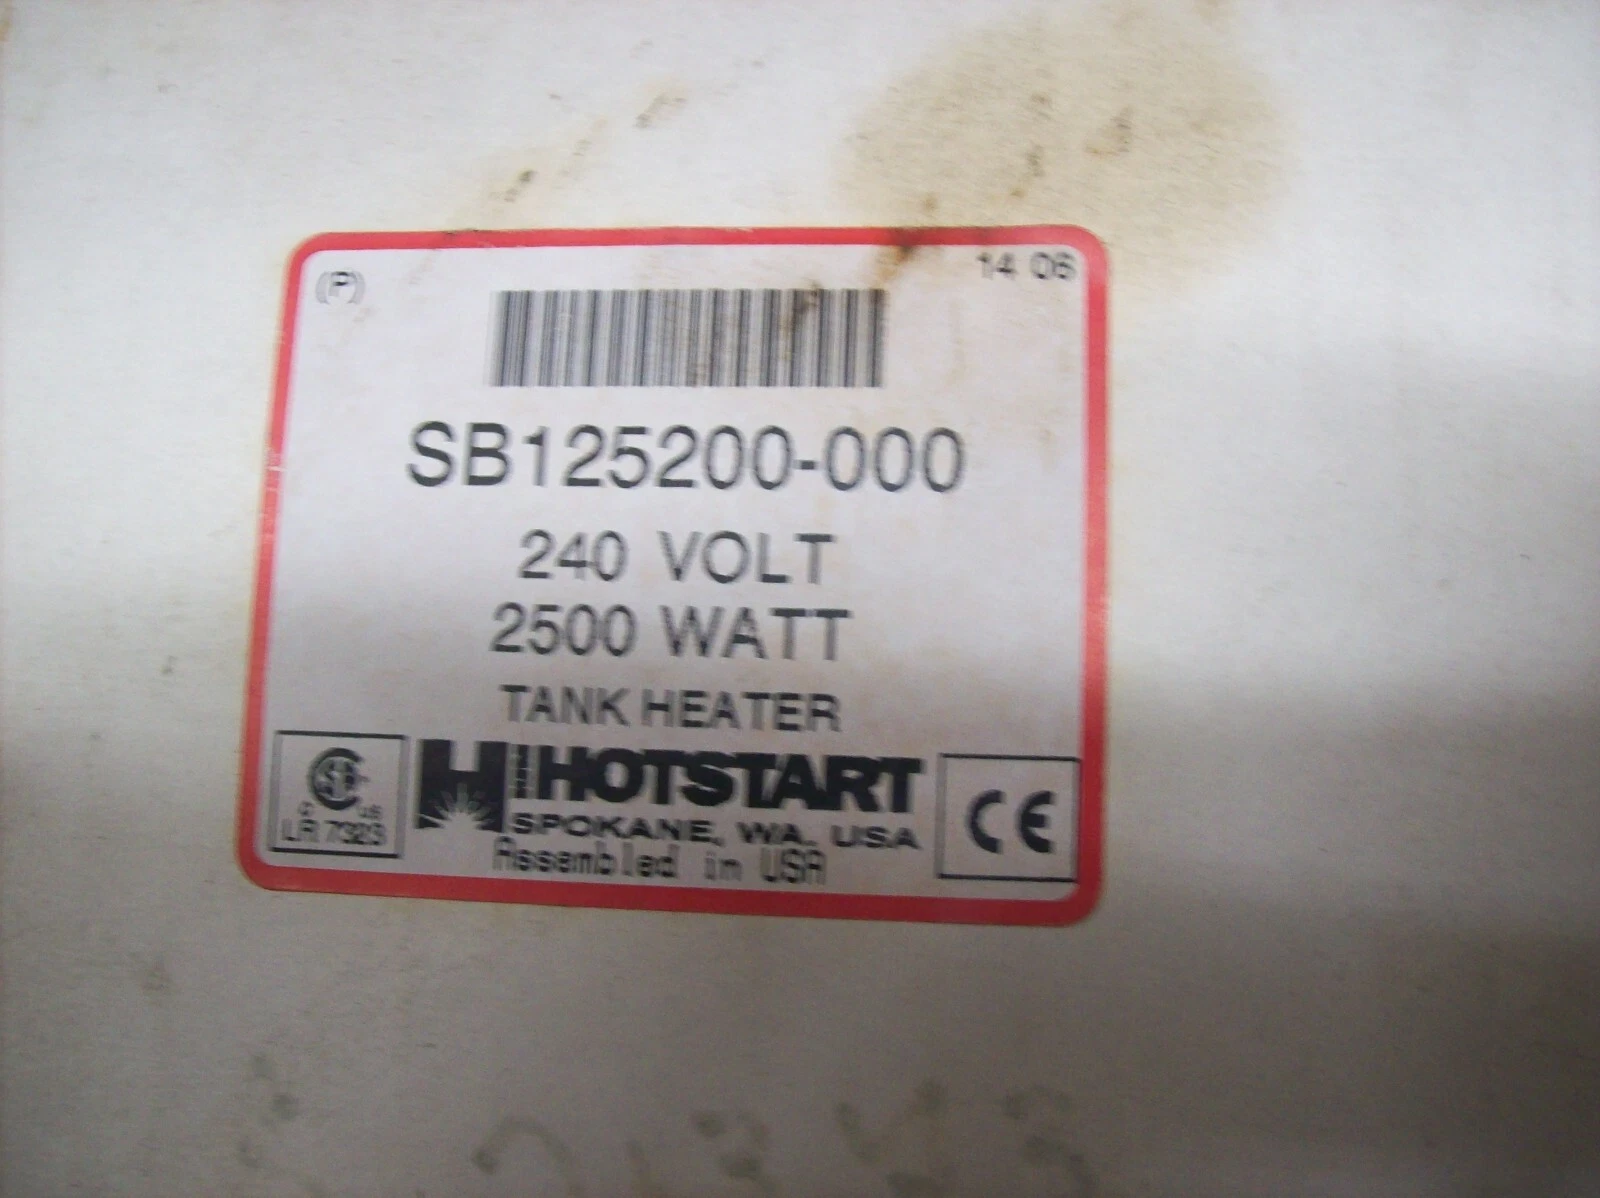 (P)
14 06
SB125200-000
240 VOLT
2500 WATT
TANK HEATER
C US
LR 7323
HOTSTART
SPOKANE, WA. USA
Assembled in USA
CE